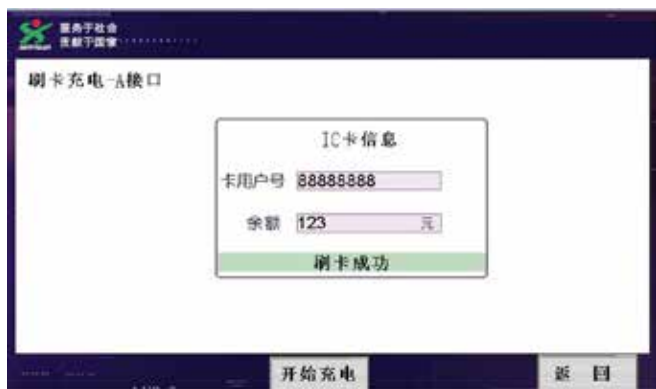 服务于社会
贡献于国家
刷卡充电-A接口
IC卡信息
卡用户号 88888888
余额 123 元
刷卡成功
开始充电
返 回